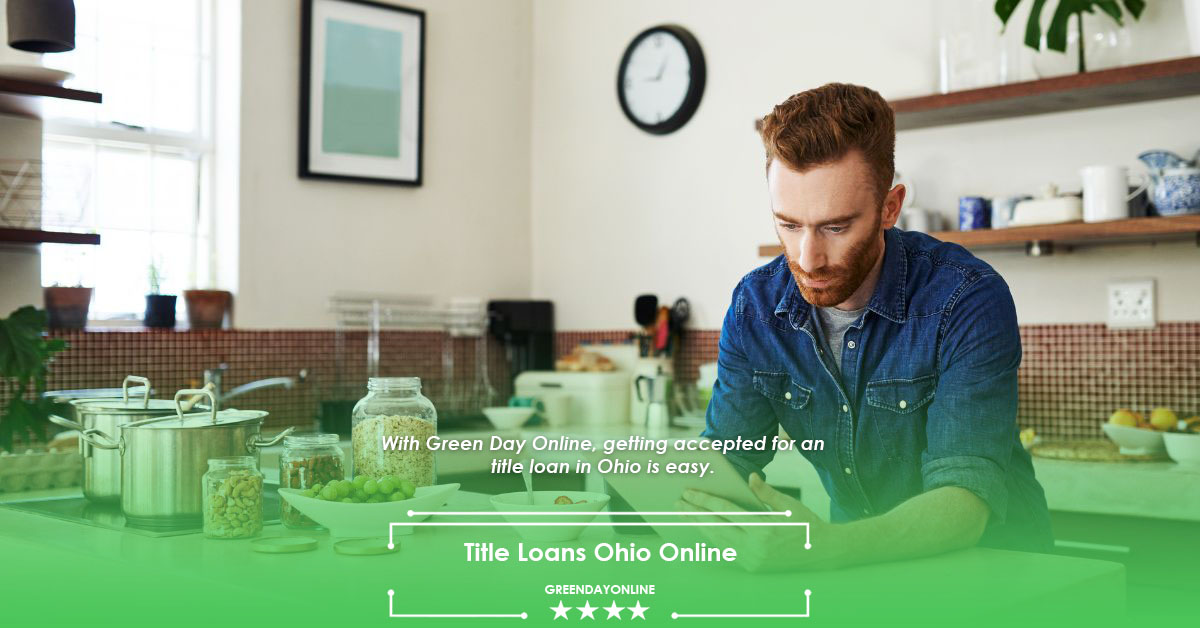 With Green Day Online, getting accepted for an
title loan in Ohio is easy.
Title Loans Ohio Online
GREENDAYONLINE